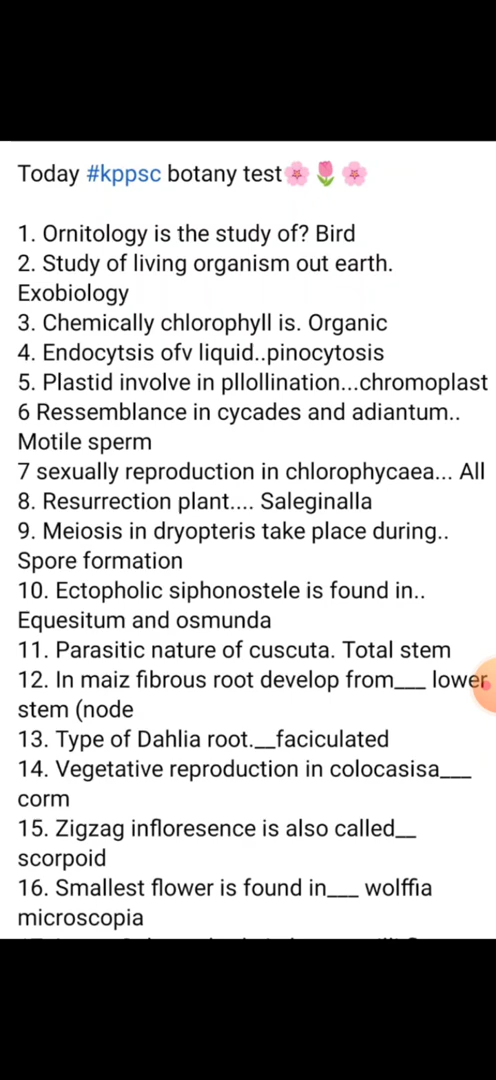 Today #kppsc botany test🌸🌷🌸
1. Ornitology is the study of? Bird
2. Study of living organism out earth.
Exobiology
3. Chemically chlorophyll is. Organic
4. Endocytsis ofv liquid..pinocytosis
5. Plastid involve in pllollination...chromoplast
6 Ressemblance in cycades and adiantum..
Motile sperm
7 sexually reproduction in chlorophycaea... All
8. Resurrection plant.... Saleginalla
9. Meiosis in dryopteris take place during..
Spore formation
10. Ectopholic siphonostele is found in..
Equesitum and osmunda
11. Parasitic nature of cuscuta. Total stem
12. In maiz fibrous root develop from___ lower
stem (node
13. Type of Dahlia root.__faciculated
14. Vegetative reproduction in colocasisa___
corm
15. Zigzag infloresence is also called__
scorpoid
16. Smallest flower is found in___ wolffia
microscopia